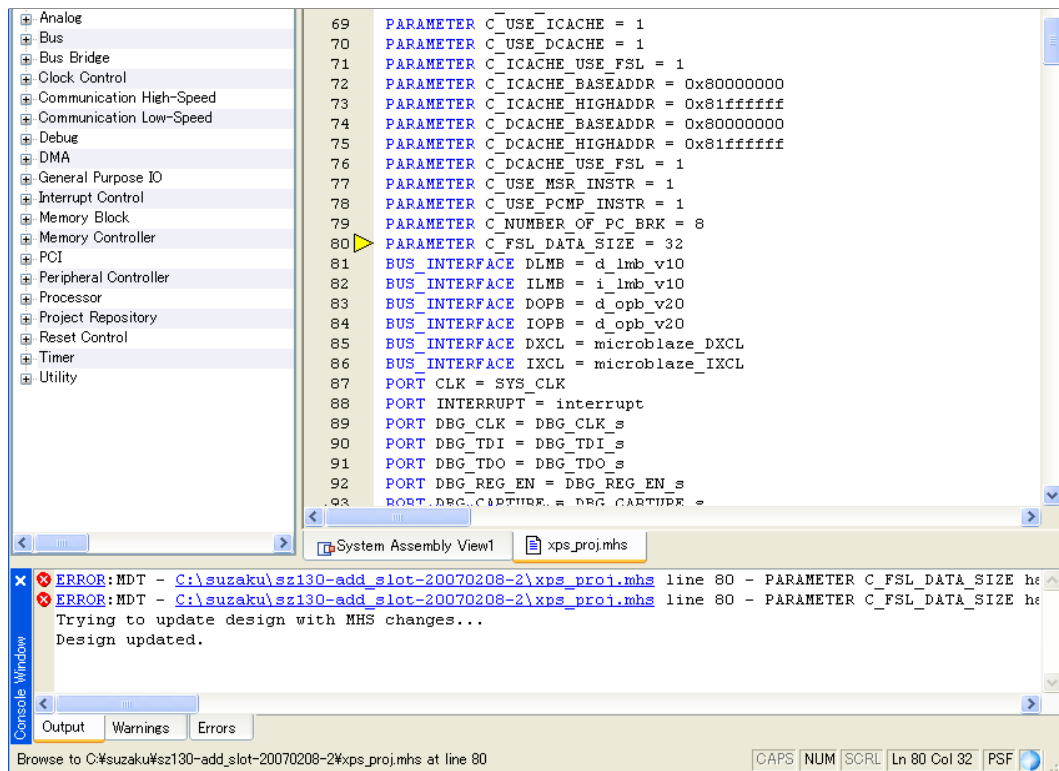 Analog
Bus
Bus Bridge
Clock Control
Communication High-Speed
Communication Low-Speed
Debug
DMA
General Purpose IO
Interrupt Control
Memory Block
Memory Controller
PCI
Peripheral Controller
Processor
Project Repository
Reset Control
Timer
Utility
69 PARAMETER C_USE_ICACHE = 1
70 PARAMETER C_USE_DCACHE = 1
71 PARAMETER C_ICACHE_USE_FSL = 1
72 PARAMETER C_ICACHE_BASEADDR = 0x80000000
73 PARAMETER C_ICACHE_HIGHADDR = 0x81ffffff
74 PARAMETER C_DCACHE_BASEADDR = 0x80000000
75 PARAMETER C_DCACHE_HIGHADDR = 0x81ffffff
76 PARAMETER C_DCACHE_USE_FSL = 1
77 PARAMETER C_USE_MSR_INSTR = 1
78 PARAMETER C_USE_PCMP_INSTR = 1
79 PARAMETER C_NUMBER_OF_PC_BRK = 8
80 PARAMETER C_FSL_DATA_SIZE = 32
81 BUS_INTERFACE DLMB = d_lmb_v10
82 BUS_INTERFACE ILMB = i_lmb_v10
83 BUS_INTERFACE DOPB = d_opb_v20
84 BUS_INTERFACE IOPB = d_opb_v20
85 BUS_INTERFACE DXCL = microblaze_DXCL
86 BUS_INTERFACE IXCL = microblaze_IXCL
87 PORT CLK = SYS_CLK
88 PORT INTERRUPT = interrupt
89 PORT DBG_CLK = DBG_CLK_s
90 PORT DBG_TDI = DBG_TDI_s
91 PORT DBG_TDO = DBG_TDO_s
92 PORT DBG_REG_EN = DBG_REG_EN_s
93 PORT DBG_CAPTURE = DBG_CAPTURE_s
System Assembly View1
xps_proj.mhs
Console Window
ERROR:MDT - C:\suzaku\sz130-add_slot-20070208-2\xps_proj.mhs line 80 - PARAMETER C_FSL_DATA_SIZE ha
ERROR:MDT - C:\suzaku\sz130-add_slot-20070208-2\xps_proj.mhs line 80 - PARAMETER C_FSL_DATA_SIZE ha
Trying to update design with MHS changes...
Design updated.
Output Warnings Errors
Browse to C:¥suzaku¥sz130-add_slot-20070208-2¥xps_proj.mhs at line 80
CAPS NUM SCRL Ln 80 Col 32 PSF